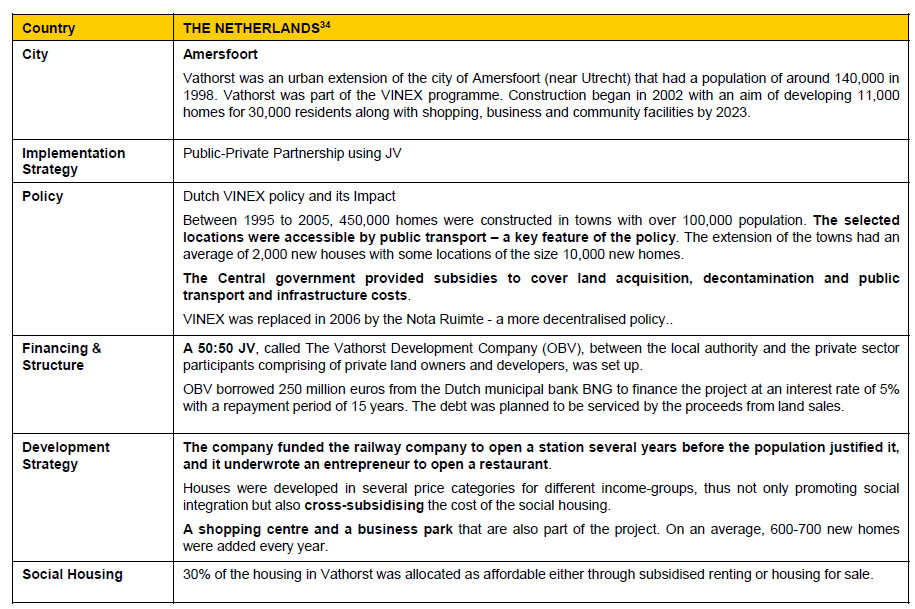 Country
THE NETHERLANDS34
City
Amersfoort
Vathorst was an urban extension of the city of Amersfoort (near Utrecht) that had a population of around 140,000 in
1998. Vathorst was part of the VINEX programme. Construction began in 2002 with an aim of developing 11,000
homes for 30,000 residents along with shopping, business and community facilities by 2023.
Implementation
Strategy
Public-Private Partnership using JV
Policy
Dutch VINEX policy and its Impact
Between 1995 to 2005, 450,000 homes were constructed in towns with over 100,000 population. The selected
locations were accessible by public transport – a key feature of the policy. The extension of the towns had an
average of 2,000 new houses with some locations of the size 10,000 new homes.
The Central government provided subsidies to cover land acquisition, decontamination and public
transport and infrastructure costs.
VINEX was replaced in 2006 by the Nota Ruimte - a more decentralised policy..
Financing &
Structure
A 50:50 JV, called The Vathorst Development Company (OBV), between the local authority and the private sector
participants comprising of private land owners and developers, was set up.
OBV borrowed 250 million euros from the Dutch municipal bank BNG to finance the project at an interest rate of 5%
with a repayment period of 15 years. The debt was planned to be serviced by the proceeds from land sales.
Development
Strategy
The company funded the railway company to open a station several years before the population justified it,
and it underwrote an entrepreneur to open a restaurant.
Houses were developed in several price categories for different income-groups, thus not only promoting social
integration but also cross-subsidising the cost of the social housing.
A shopping centre and a business park that are also part of the project. On an average, 600-700 new homes
were added every year.
Social Housing
30% of the housing in Vathorst was allocated as affordable either through subsidised renting or housing for sale.